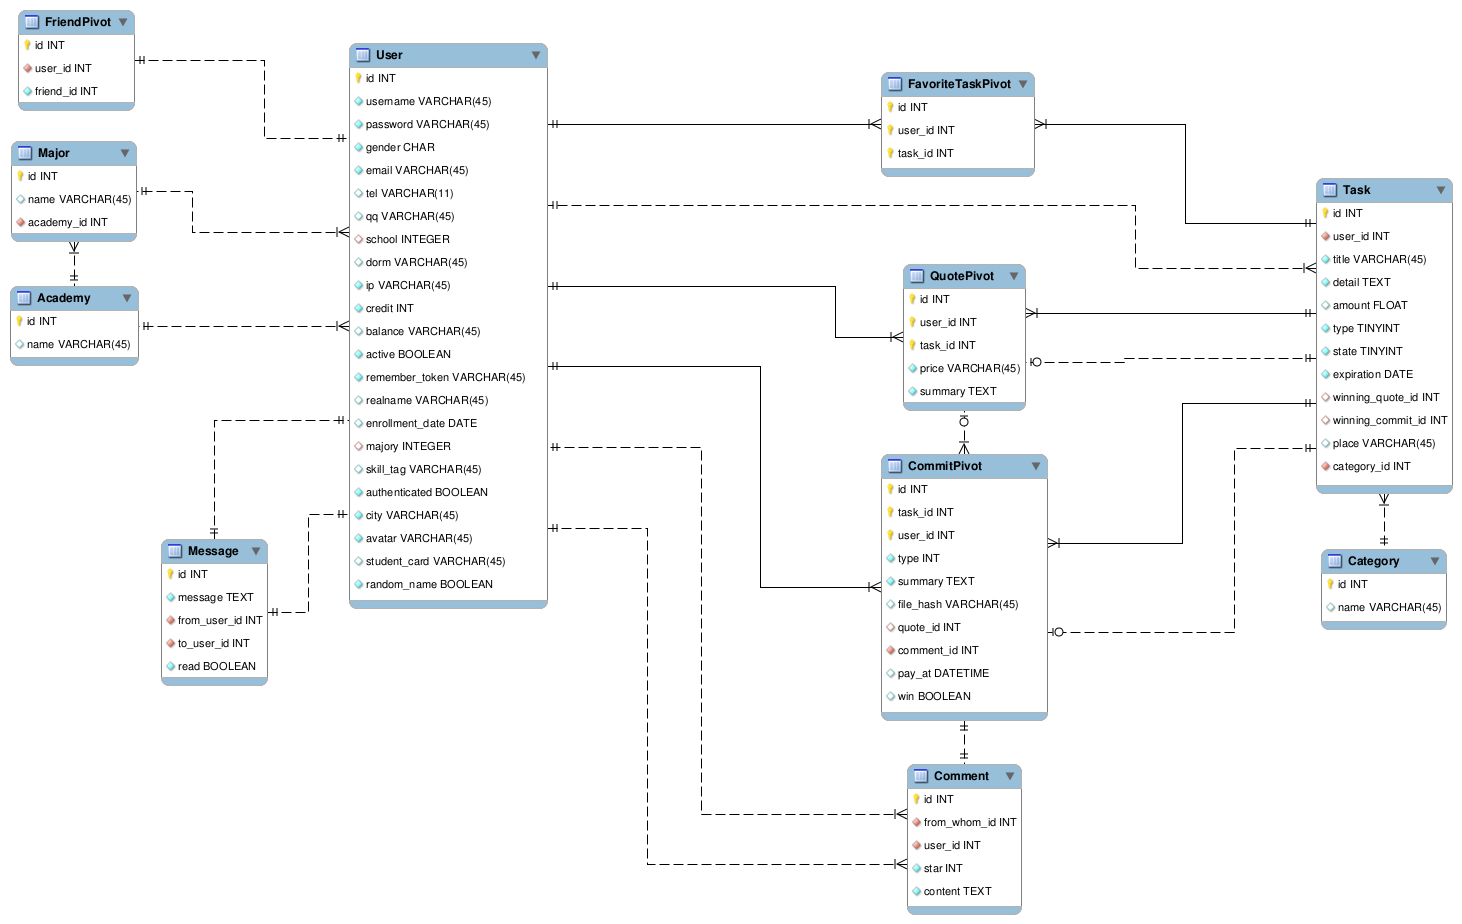 FriendPivot
id INT
user_id INT
friend_id INT
Major
id INT
name VARCHAR(45)
academy_id INT
Academy
id INT
name VARCHAR(45)
User
id INT
username VARCHAR(45)
password VARCHAR(45)
gender CHAR
email VARCHAR(45)
tel VARCHAR(11)
qq VARCHAR(45)
school INTEGER
dorm VARCHAR(45)
ip VARCHAR(45)
credit INT
balance VARCHAR(45)
active BOOLEAN
remember_token VARCHAR(45)
realname VARCHAR(45)
enrollment_date DATE
majory INTEGER
skill_tag VARCHAR(45)
authenticated BOOLEAN
city VARCHAR(45)
avatar VARCHAR(45)
student_card VARCHAR(45)
random_name BOOLEAN
Message
id INT
message TEXT
from_user_id INT
to_user_id INT
read BOOLEAN
FavoriteTaskPivot
id INT
user_id INT
task_id INT
QuotePivot
id INT
user_id INT
task_id INT
price VARCHAR(45)
summary TEXT
CommitPivot
id INT
task_id INT
user_id INT
type INT
summary TEXT
file_hash VARCHAR(45)
quote_id INT
comment_id INT
pay_at DATETIME
win BOOLEAN
Comment
id INT
from_whom_id INT
user_id INT
star INT
content TEXT
Task
id INT
user_id INT
title VARCHAR(45)
detail TEXT
amount FLOAT
type TINYINT
state TINYINT
expiration DATE
winning_quote_id INT
winning_commit_id INT
place VARCHAR(45)
category_id INT
Category
id INT
name VARCHAR(45)